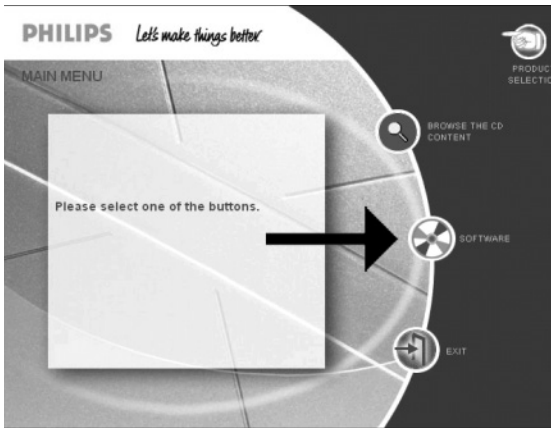 PHILIPS Let's make things better.
PRODUC
SELECTIO
MAIN MENU
BROWSE THE CD
CONTENT
Please select one of the buttons.
SOFTWARE
EXIT